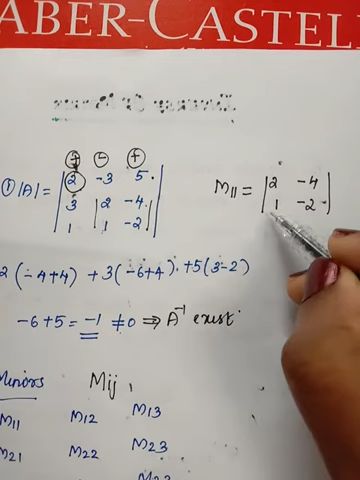 ABER-CASTEL
+ - +
1) |A| = | 2 -3 5 |
| 3 2 -4 |
| 1 1 -2 |
M11 = | 2 -4 |
| 1 -2 |
2(-4+4) +3(-6+4) +5(3-2)
-6+5 = -1 ≠0 ⇒ A⁻¹ exist
Minors Mij
M11 M12 M13
M21 M22 M23